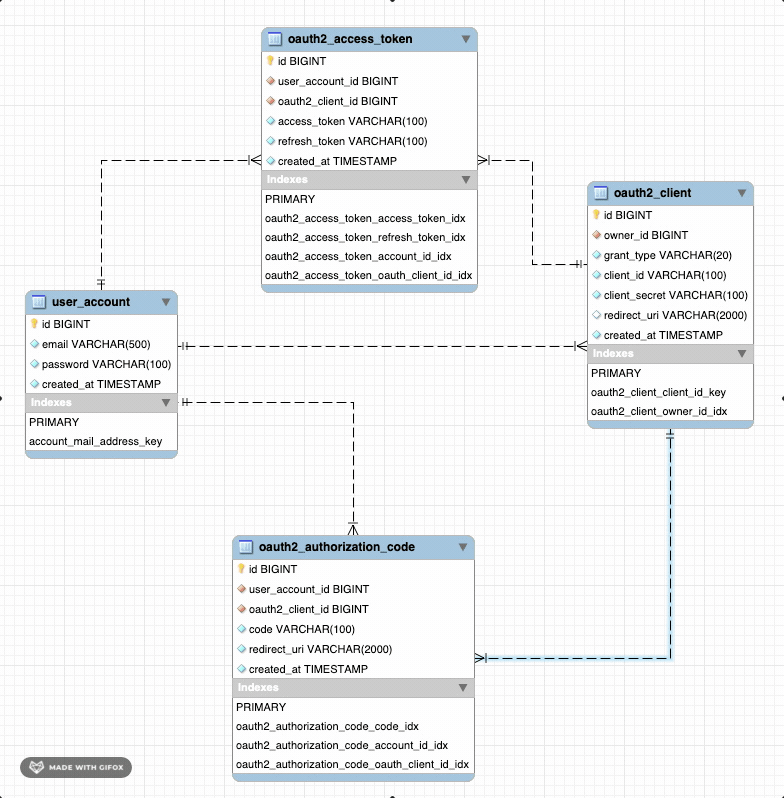 oauth2_access_token
id BIGINT
user_account_id BIGINT
oauth2_client_id BIGINT
access_token VARCHAR(100)
refresh_token VARCHAR(100)
created_at TIMESTAMP
Indexes
PRIMARY
oauth2_access_token_access_token_idx
oauth2_access_token_refresh_token_idx
oauth2_access_token_account_id_idx
oauth2_access_token_oauth_client_id_idx
oauth2_client
id BIGINT
owner_id BIGINT
grant_type VARCHAR(20)
client_id VARCHAR(100)
client_secret VARCHAR(100)
redirect_uri VARCHAR(2000)
created_at TIMESTAMP
Indexes
PRIMARY
oauth2_client_client_id_key
oauth2_client_owner_id_idx
user_account
id BIGINT
email VARCHAR(500)
password VARCHAR(100)
created_at TIMESTAMP
Indexes
PRIMARY
account_mail_address_key
oauth2_authorization_code
id BIGINT
user_account_id BIGINT
oauth2_client_id BIGINT
code VARCHAR(100)
redirect_uri VARCHAR(2000)
created_at TIMESTAMP
Indexes
PRIMARY
oauth2_authorization_code_code_idx
oauth2_authorization_code_account_id_idx
oauth2_authorization_code_oauth_client_id_idx
MADE WITH GIFOX